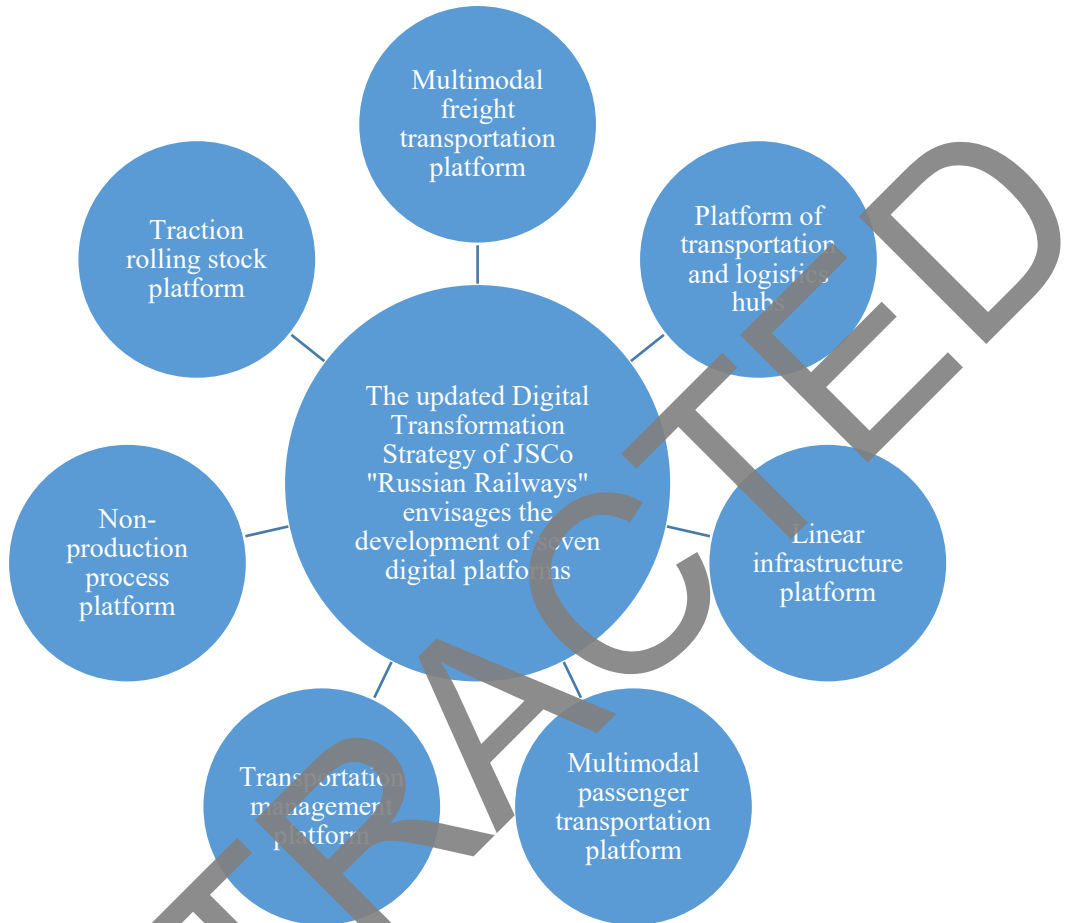 Multimodal
freight
transportation
platform
Platform of
transportation
and logistics
hubs
Traction
rolling stock
platform
The updated Digital
Transformation
Strategy of JSCo
"Russian Railways"
envisages the
development of seven
digital platforms
Linear
infrastructure
platform
Non-
production
process
platform
Multimodal
passenger
transportation
platform
Transportation
management
platform
TRACTED